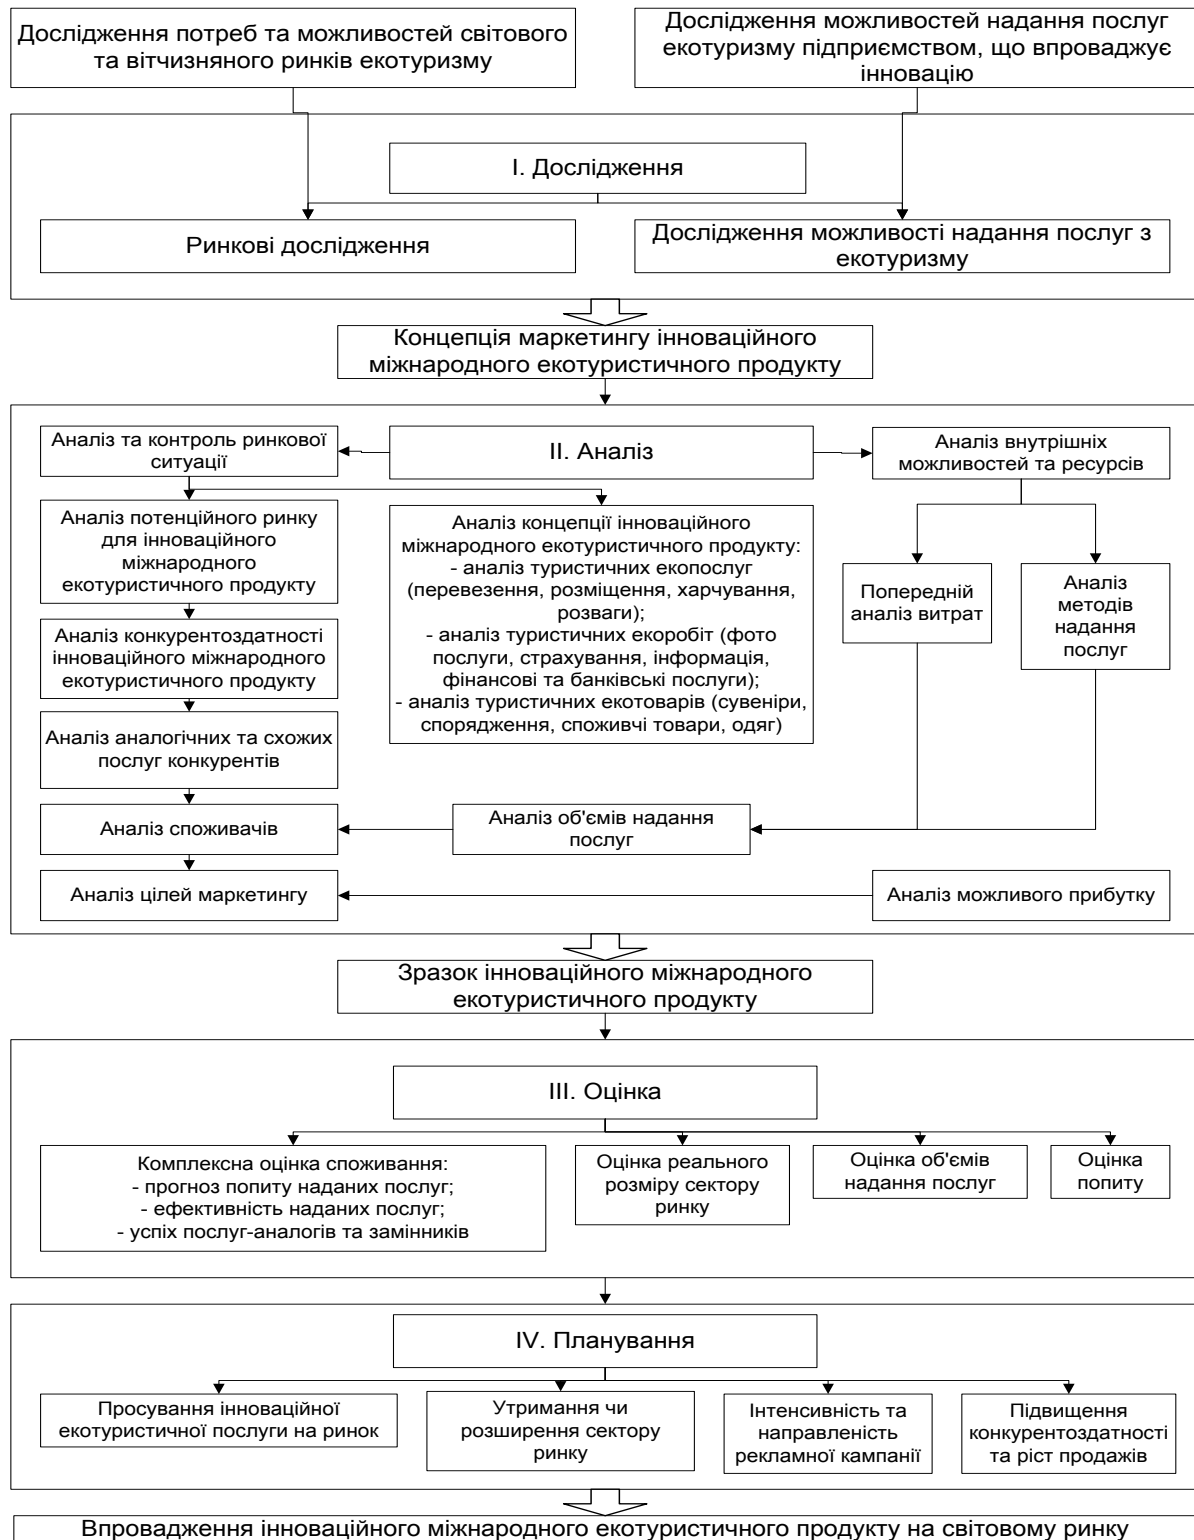 Дослідження потреб та можливостей світового
та вітчизняного ринків екотуризму
Дослідження можливостей надання послуг
екотуризму підприємством, що впроваджує
інновацію
I. Дослідження
Ринкові дослідження
Дослідження можливості надання послуг з
екотуризму
Концепція маркетингу інноваційного
міжнародного екотуристичного продукту
Аналіз та контроль ринкової
ситуації
II. Аналіз
Аналіз внутрішніх
можливостей та ресурсів
Аналіз потенційного ринку
для інноваційного
міжнародного
екотуристичного продукту
Аналіз концепції інноваційного
міжнародного екотуристичного продукту:
- аналіз туристичних екопослуг
(перевезення, розміщення, харчування,
розваги);
- аналіз туристичних екоробіт (фото
послуги, страхування, інформація,
фінансові та банківські послуги);
- аналіз туристичних екотоварів (сувеніри,
спорядження, споживчі товари, одяг)
Попередній
аналіз витрат
Аналіз
методів
надання
послуг
Аналіз конкурентоздатності
інноваційного міжнародного
екотуристичного продукту
Аналіз аналогічних та схожих
послуг конкурентів
Аналіз споживачів
Аналіз об'ємів надання
послуг
Аналіз цілей маркетингу
Аналіз можливого прибутку
Зразок інноваційного міжнародного
екотуристичного продукту
III. Оцінка
Комплексна оцінка споживання:
- прогноз попиту наданих послуг;
- ефективність наданих послуг;
- успіх послуг-аналогів та замінників
Оцінка реального
розміру сектору
ринку
Оцінка об'ємів
надання послуг
Оцінка
попиту
IV. Планування
Просування інноваційної
екотуристичної послуги на ринок
Утримання чи
розширення сектору
ринку
Інтенсивність та
направленість
рекламної кампанії
Підвищення
конкурентоздатності
та ріст продажів
Впровадження інноваційного міжнародного екотуристичного продукту на світовому ринку